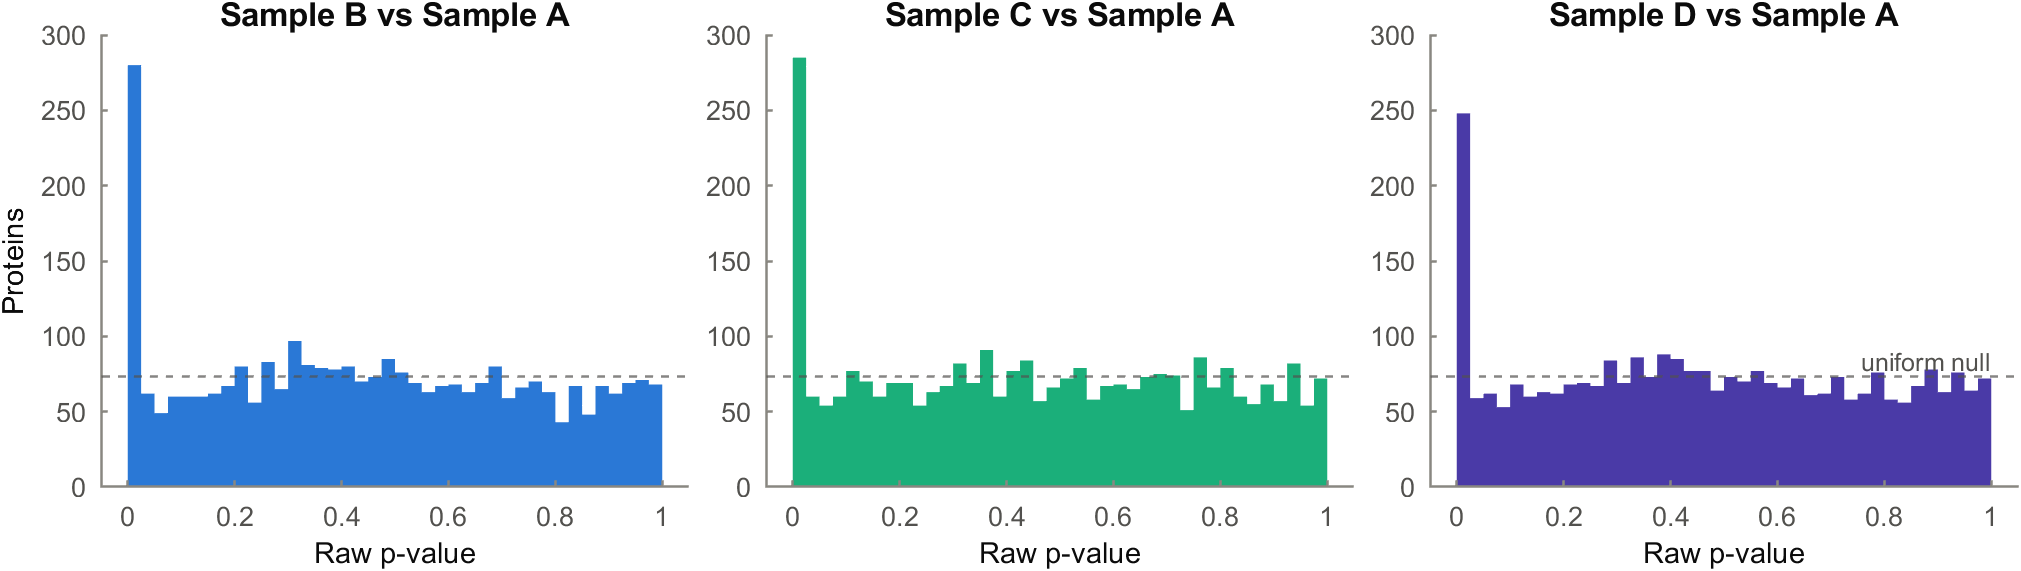 Sample B vs Sample A
Sample C vs Sample A
Sample D vs Sample A
Proteins
300
250
200
150
100
50
0
0 0.2 0.4 0.6 0.8 1
Raw p-value
300
250
200
150
100
50
0
0 0.2 0.4 0.6 0.8 1
Raw p-value
300
250
200
150
100
50
0
uniform null
0 0.2 0.4 0.6 0.8 1
Raw p-value